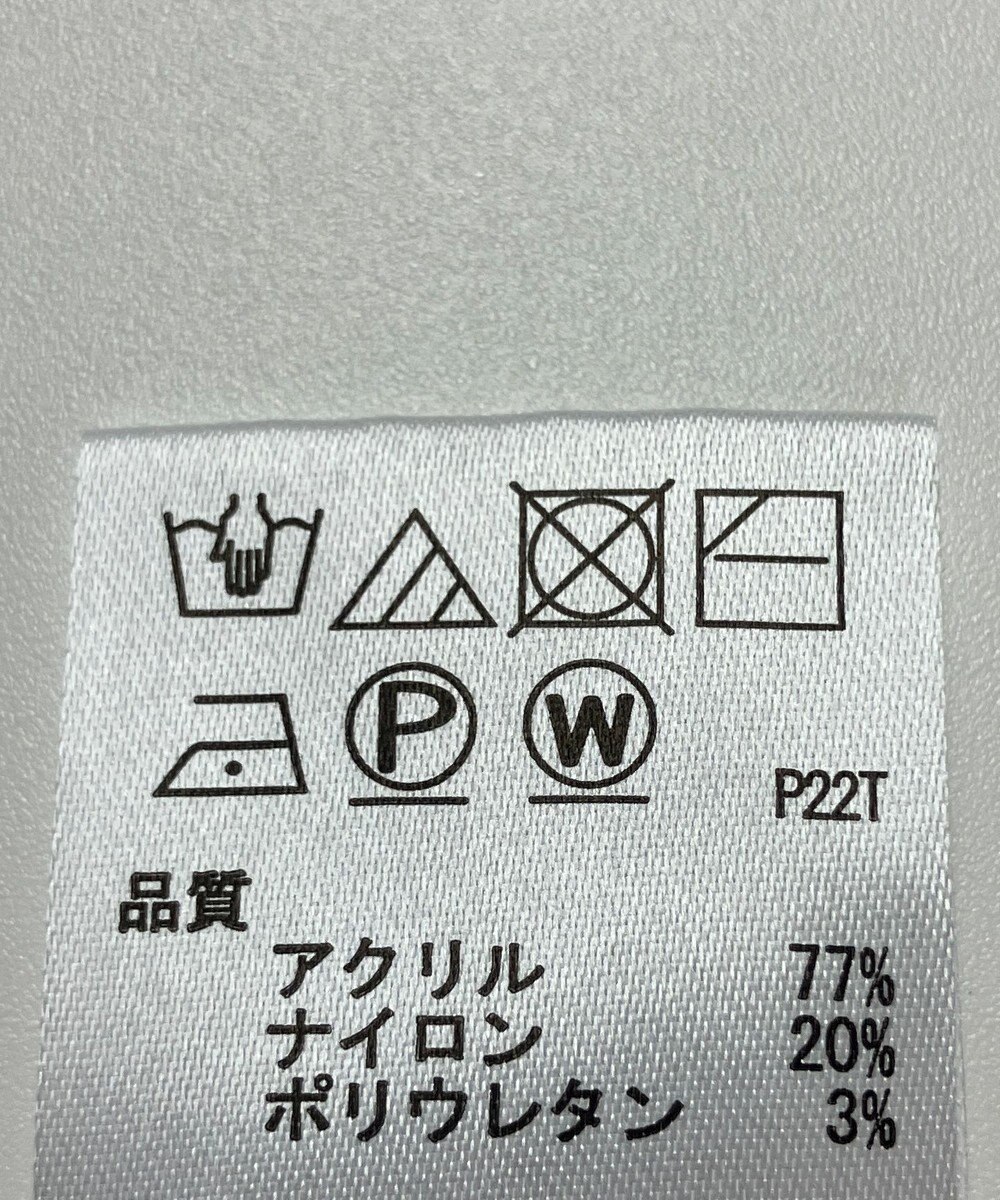 P W P22T
品質
アクリル 77%
ナイロン 20%
ポリウレタン 3%